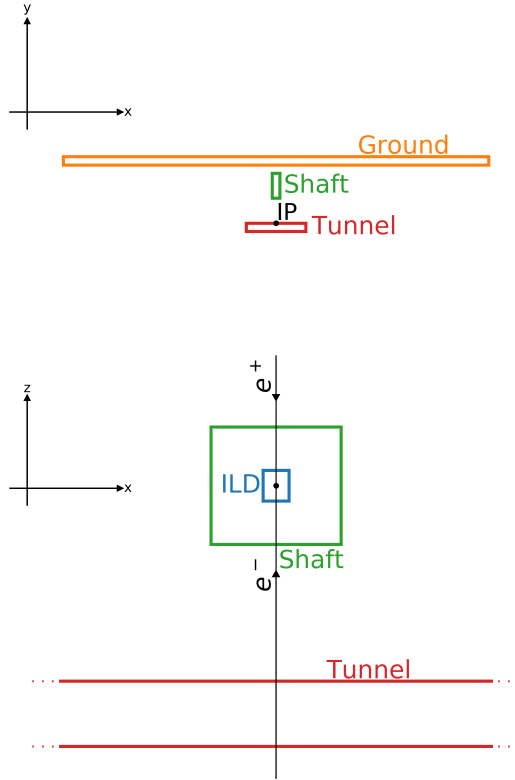 y
x
Ground
Shaft
IP
Tunnel
e+
z
ILD
x
Shaft
e−
Tunnel